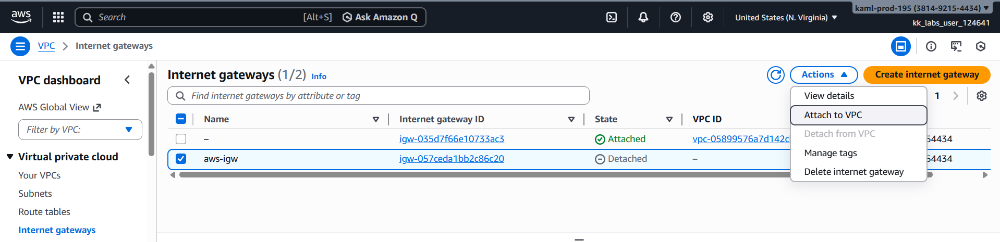 aws Search [Alt+S] Ask Amazon Q United States (N. Virginia) kaml-prod-195 (3814-9215-4434)
kk_labs_user_124641
VPC Internet gateways
VPC dashboard
AWS Global View
Filter by VPC:
Virtual private cloud
Your VPCs
Subnets
Route tables
Internet gateways
Internet gateways (1/2) Info
Actions
Create internet gateway
Find internet gateways by attribute or tag
1
View details
Attach to VPC
Detach from VPC
Manage tags
Delete internet gateway
Name Internet gateway ID State VPC ID
– igw-035d7f66e10733ac3 Attached vpc-05899576a7d142c 54434
aws-igw igw-057ceda1bb2c86c20 Detached – 54434